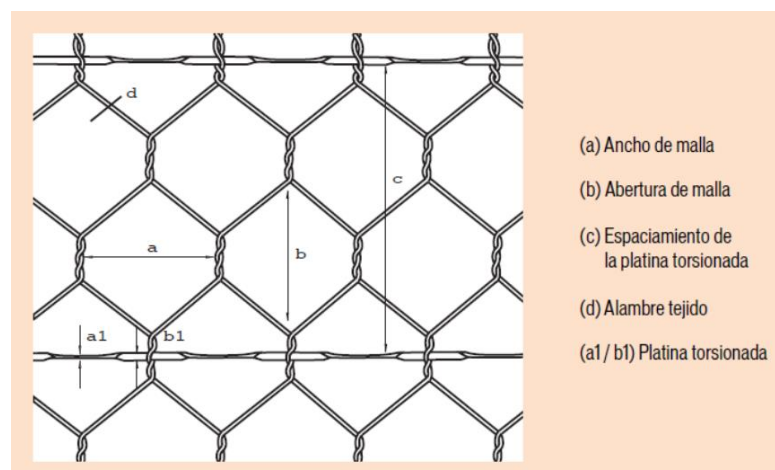 d
c
a
b
a1
b1
(a) Ancho de malla
(b) Abertura de malla
(c) Espaciamiento de
la platina torsionada
(d) Alambre tejido
(a1 / b1) Platina torsionada